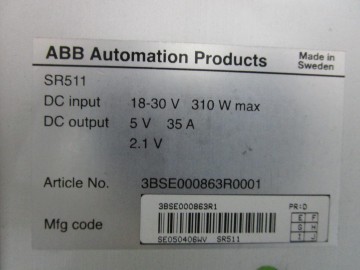 ABB Automation Products
Made in
Sweden
SR511
DC input 18-30 V 310 W max
DC output 5 V 35 A
2.1 V
Article No. 3BSE000863R0001
3BSE000863R1 PR:D
Mfg code
E F
G H
I J
SE050406WV SR511